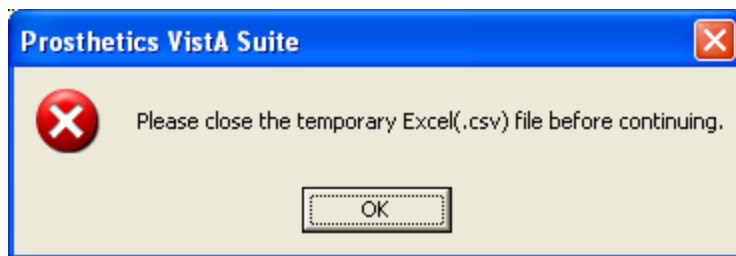 Prosthetics VistA Suite
Please close the temporary Excel(.csv) file before continuing.
OK